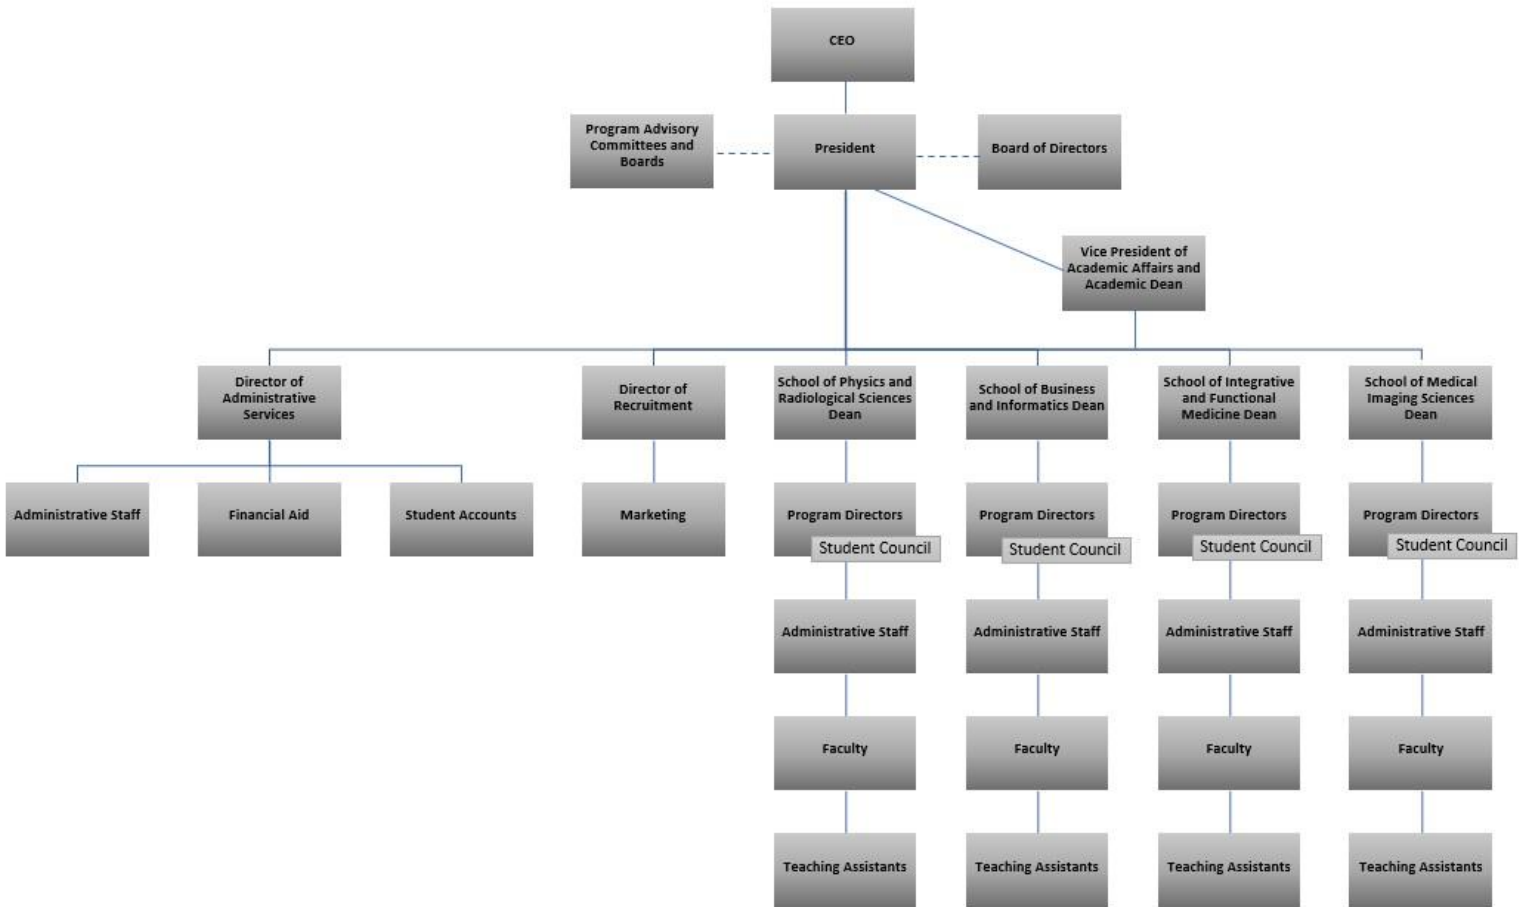 CEO
Program Advisory
Committees and
Boards
President
Board of Directors
Vice President of
Academic Affairs and
Academic Dean
Director of
Administrative
Services
Director of
Recruitment
School of Physics and
Radiological Sciences
Dean
School of Business
and Informatics Dean
School of Integrative
and Functional
Medicine Dean
School of Medical
Imaging Sciences
Dean
Administrative Staff
Financial Aid
Student Accounts
Marketing
Program Directors
Student Council
Program Directors
Student Council
Program Directors
Student Council
Program Directors
Student Council
Administrative Staff
Administrative Staff
Administrative Staff
Administrative Staff
Faculty
Faculty
Faculty
Faculty
Teaching Assistants
Teaching Assistants
Teaching Assistants
Teaching Assistants